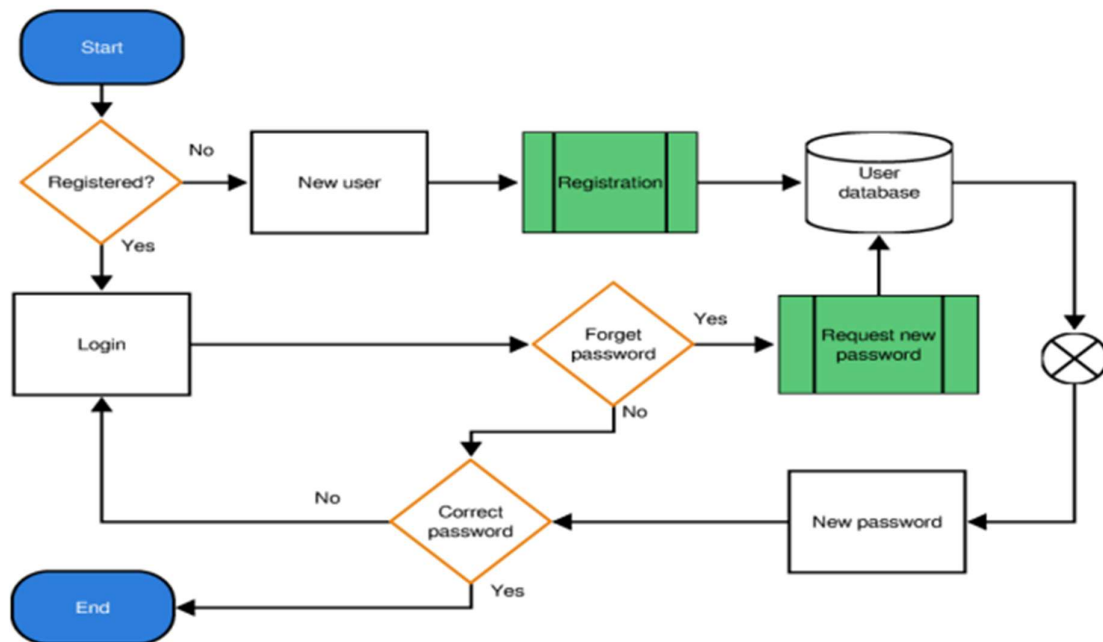 Start
Registered?
No
New user
Registration
User
database
Yes
Login
Forget
password
Yes
Request new
password
No
Correct
password
No
New password
Yes
End